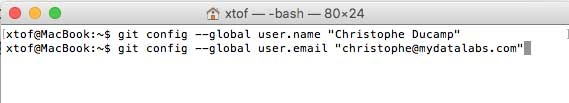 xtof — -bash — 80×24
xtof@MacBook:~$ git config --global user.name "Christophe Ducamp"
xtof@MacBook:~$ git config --global user.email "christophe@mydatalabs.com"